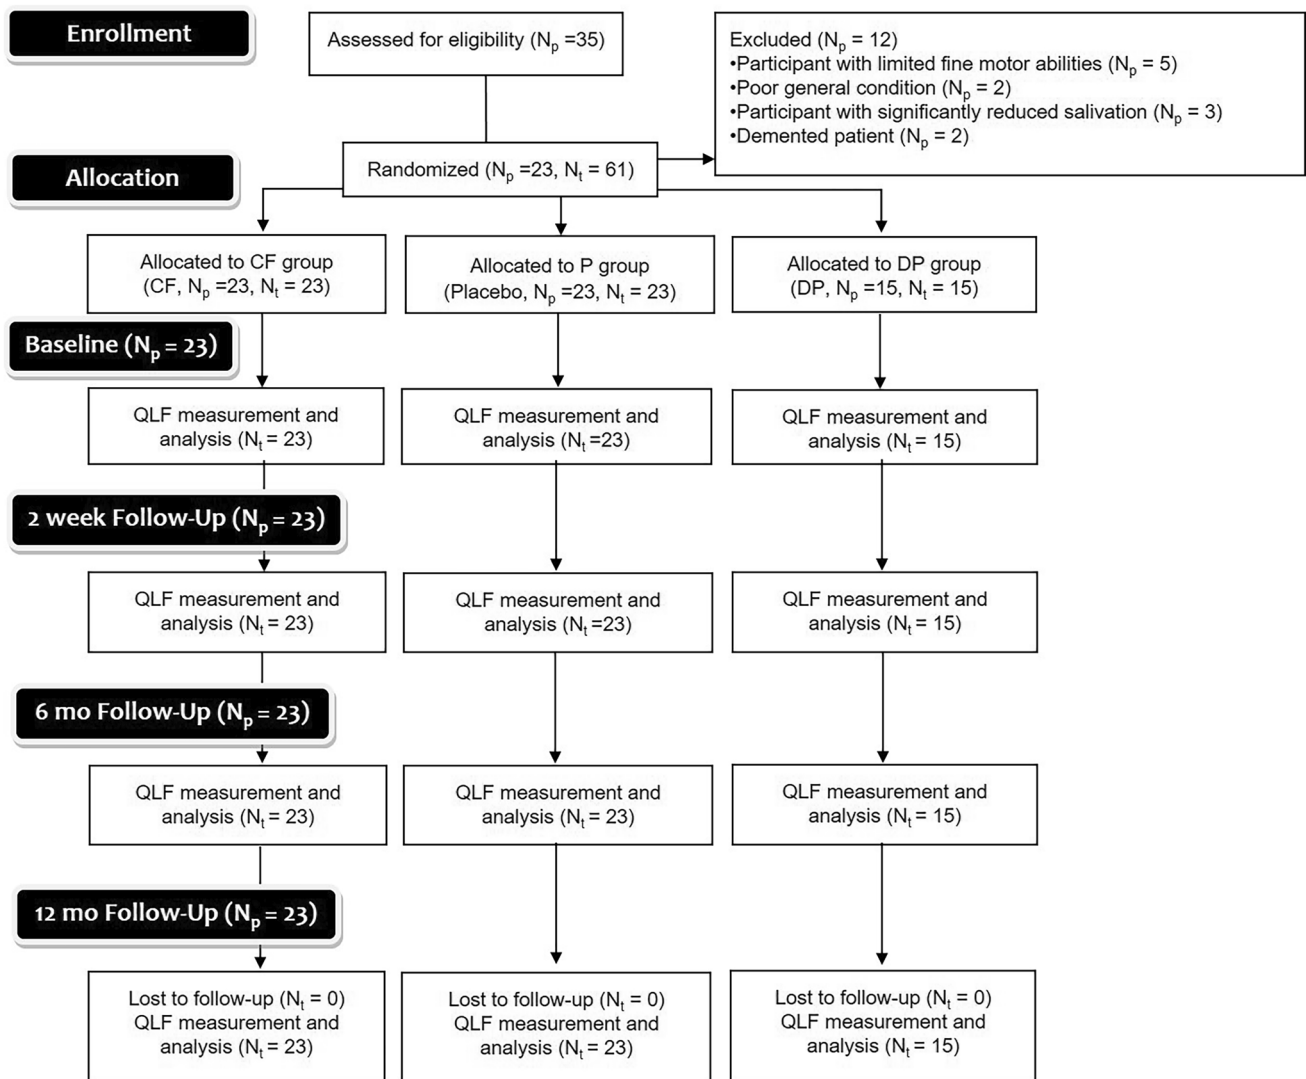 Enrollment
Assessed for eligibility (Np =35)
Excluded (Np = 12)
•Participant with limited fine motor abilities (Np = 5)
•Poor general condition (Np = 2)
•Participant with significantly reduced salivation (Np = 3)
•Demented patient (Np = 2)
Allocation
Randomized (Np =23, Nt = 61)
Allocated to CF group
(CF, Np =23, Nt = 23)
Allocated to P group
(Placebo, Np =23, Nt = 23)
Allocated to DP group
(DP, Np =15, Nt = 15)
Baseline (Np = 23)
QLF measurement and
analysis (Nt = 23)
QLF measurement and
analysis (Nt =23)
QLF measurement and
analysis (Nt = 15)
2 week Follow-Up (Np = 23)
QLF measurement and
analysis (Nt = 23)
QLF measurement and
analysis (Nt =23)
QLF measurement and
analysis (Nt = 15)
6 mo Follow-Up (Np = 23)
QLF measurement and
analysis (Nt = 23)
QLF measurement and
analysis (Nt = 23)
QLF measurement and
analysis (Nt = 15)
12 mo Follow-Up (Np = 23)
Lost to follow-up (Nt = 0)
QLF measurement and
analysis (Nt = 23)
Lost to follow-up (Nt = 0)
QLF measurement and
analysis (Nt = 23)
Lost to follow-up (Nt = 0)
QLF measurement and
analysis (Nt = 15)